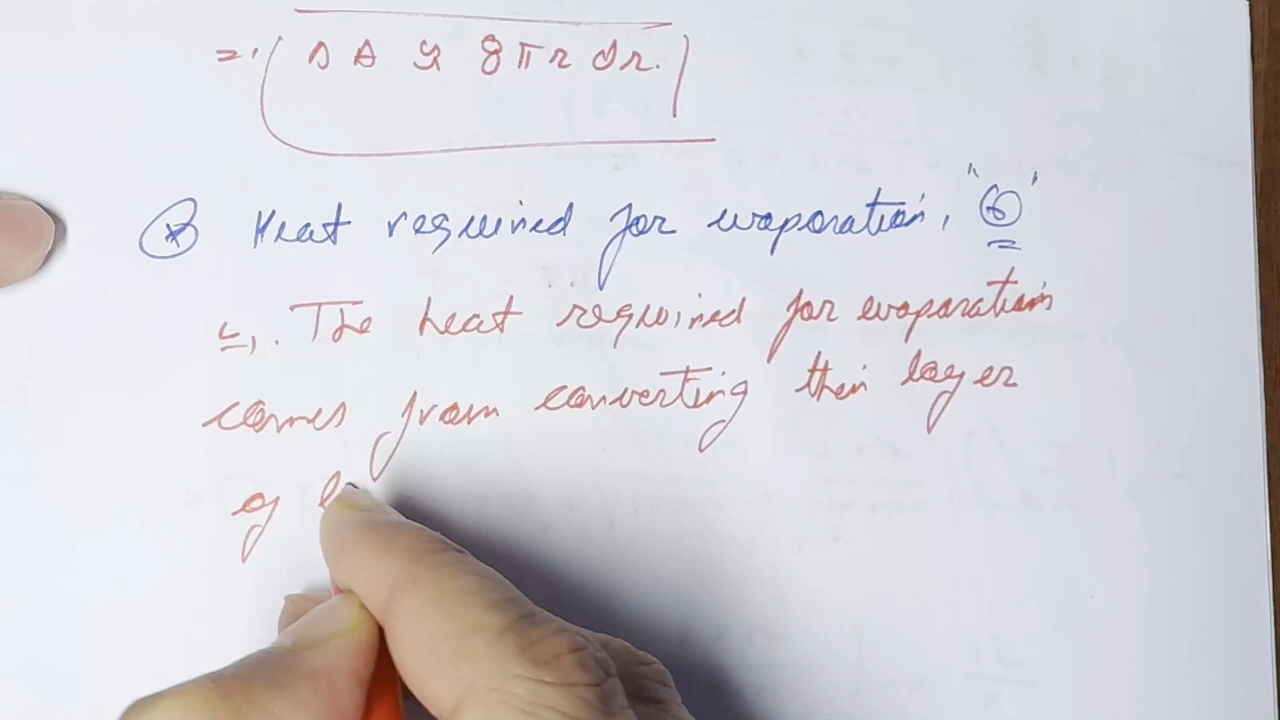 => ΔA ≈ 8πr dr.
* Heat required for evaporation, "Q"
↳. The heat required for evaporation
comes from converting thin layer
of l